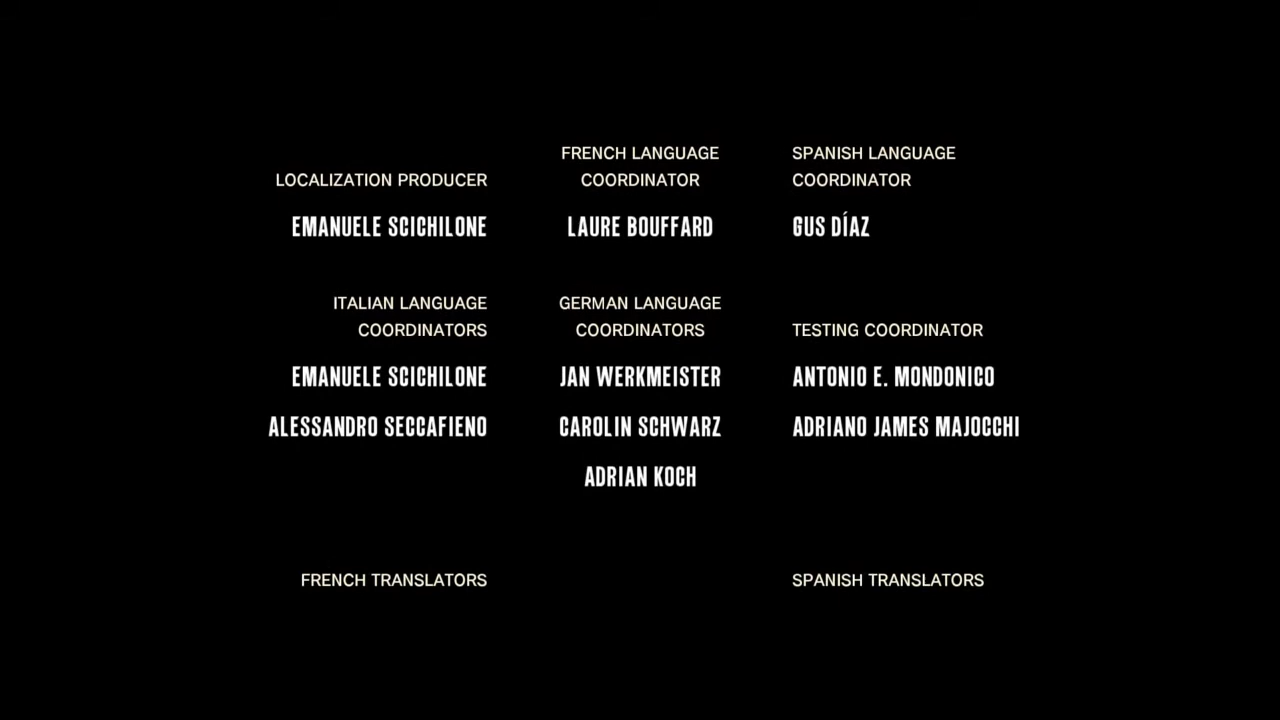 LOCALIZATION PRODUCER
EMANUELE SCICHILONE
FRENCH LANGUAGE
COORDINATOR
LAURE BOUFFARD
SPANISH LANGUAGE
COORDINATOR
GUS DÍAZ
ITALIAN LANGUAGE
COORDINATORS
EMANUELE SCICHILONE
ALESSANDRO SECCAFIENO
GERMAN LANGUAGE
COORDINATORS
JAN WERKMEISTER
CAROLIN SCHWARZ
ADRIAN KOCH
TESTING COORDINATOR
ANTONIO E. MONDONICO
ADRIANO JAMES MAJOCCHI
FRENCH TRANSLATORS
SPANISH TRANSLATORS